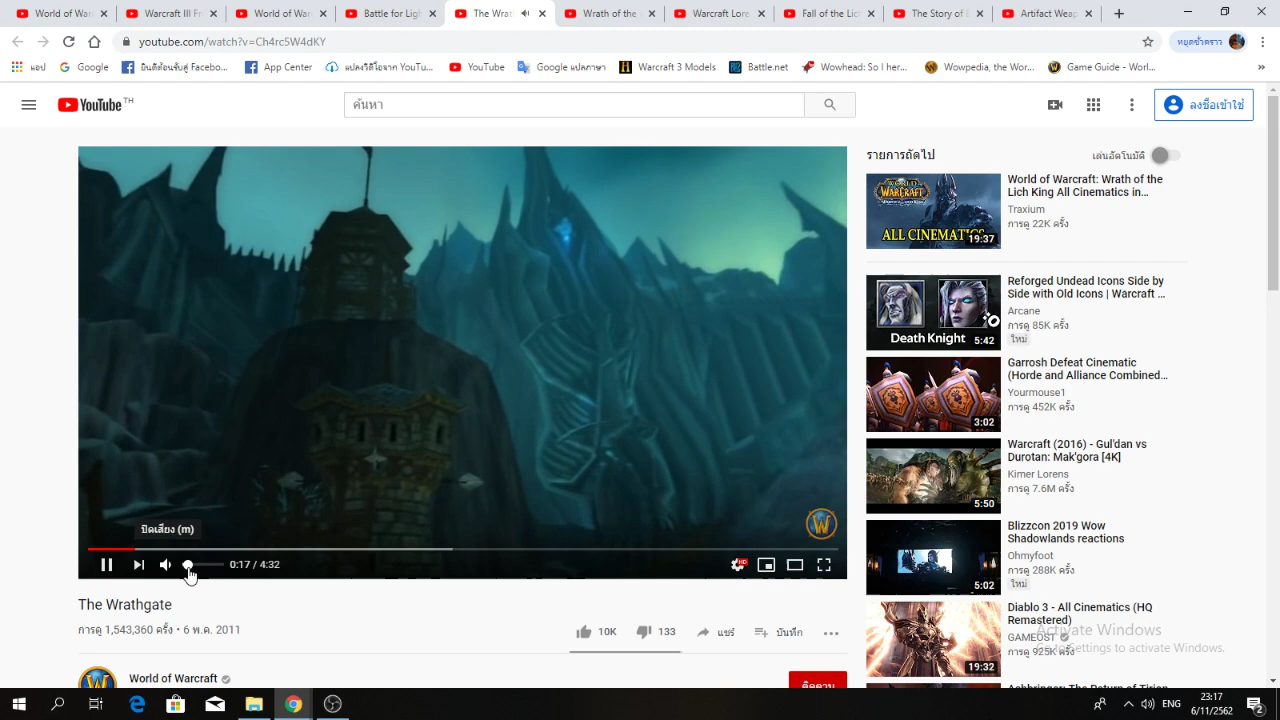 World of War
Warcraft III Fr
World of War
Battle for Ligh
The Wrat
Wrath of the
Warcraft Lore
Fall of the Lic
The Story of
Artifact Weap
youtube.com/watch?v=Ch4rc5W4dKY
หยุดชั่วคราว
แอป
Google
ยินดีต้อนรับสู่ Facebo...
App Center
แปลงวิดีโอจาก YouTu...
YouTube
Google แปลภาษา
Warcraft 3 Models
Battle.net
Wowhead: So I her...
Wowpedia, the Wor...
Game Guide - Worl...
»
YouTube TH
ค้นหา
ลงชื่อเข้าใช้
รายการถัดไป
เล่นอัตโนมัติ
WORLD
WARCRAFT
ALL CINEMATICS
19:37
World of Warcraft: Wrath of the
Lich King All Cinematics in...
Traxium
การดู 22K ครั้ง
Death Knight
5:42
Reforged Undead Icons Side by
Side with Old Icons | Warcraft ...
Arcane
การดู 85K ครั้ง
ใหม่
3:02
Garrosh Defeat Cinematic
(Horde and Alliance Combined...
Yourmouse1
การดู 452K ครั้ง
5:50
Warcraft (2016) - Gul'dan vs
Durotan: Mak'gora [4K]
Kimer Lorens
การดู 7.6M ครั้ง
5:02
Blizzcon 2019 Wow
Shadowlands reactions
Ohmyfoot
การดู 288K ครั้ง
ใหม่
19:32
Diablo 3 - All Cinematics (HQ
Remastered)
GAMEOST
การดู 925K ครั้ง
Activate Windows
Go to Settings to activate Windows.
ปิดเสียง (m)
0:17 / 4:32
HD
The Wrathgate
การดู 1,543,360 ครั้ง • 6 พ.ค. 2011
10K
133
แชร์
บันทึก
World of Warcraft
ติดตาม
ENG
23:17
6/11/2562
2